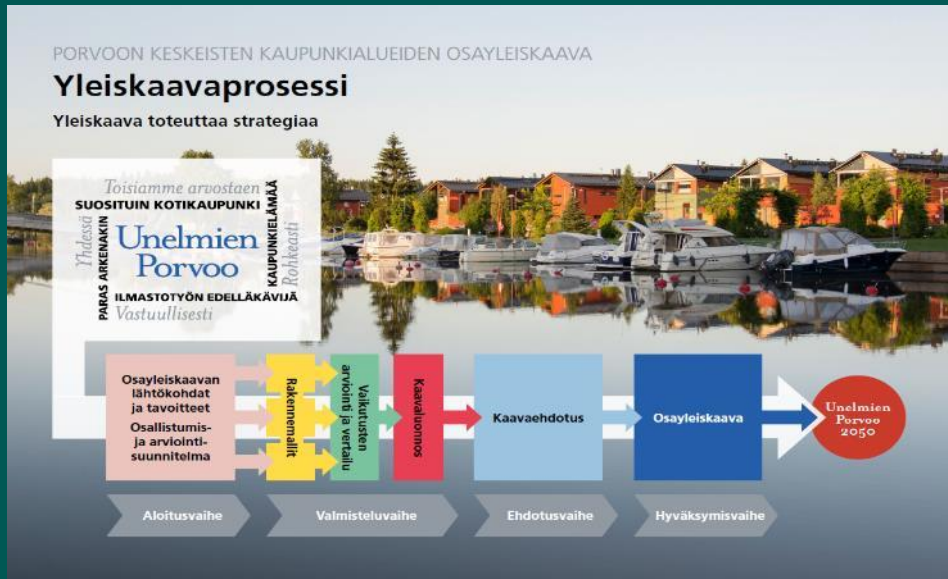 PORVOON KESKEISTEN KAUPUNKIALUEIDEN OSAYLEISKAAVA
Yleiskaavaprosessi
Yleiskaava toteuttaa strategiaa
Toisiamme arvostaen
SUOSITUIN KOTIKAUPUNKI
Yhdessä
PARAS ARKENAKIN
Unelmien
Porvoo
KAUPUNKIELÄMÄÄ
Rohkeasti
ILMASTOTYÖN EDELLÄKÄVIJÄ
Vastuullisesti
Osayleiskaavan
lähtökohdat
ja tavoitteet
Osallistumis-
ja arviointi-
suunnitelma
Rakennemallit
Vaikutusten
arviointi ja vertailu
Kaavaluonnos
Kaavaehdotus
Osayleiskaava
Unelmien
Porvoo
2050
Aloitusvaihe
Valmisteluvaihe
Ehdotusvaihe
Hyväksymisvaihe